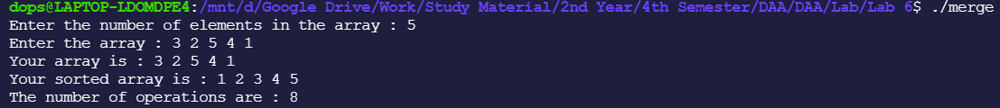 dops@LAPTOP-LDOMDPE4:/mnt/d/Google Drive/Work/Study Material/2nd Year/4th Semester/DAA/DAA/Lab/Lab 6$ ./merge
Enter the number of elements in the array : 5
Enter the array : 3 2 5 4 1
Your array is : 3 2 5 4 1
Your sorted array is : 1 2 3 4 5
The number of operations are : 8